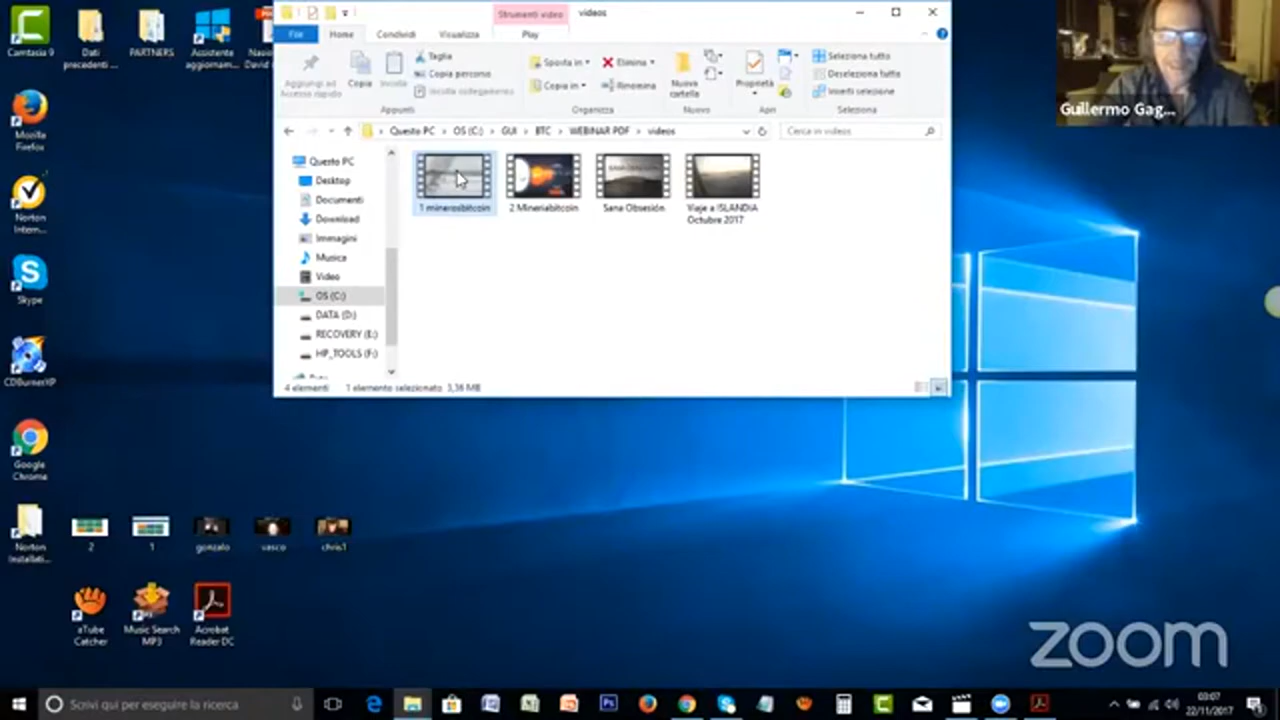 Strumenti video videos
File Home Condividi Visualizza Play
Taglia
Copia percorso
Incolla collegamento
Aggiungi ad
Accesso rapido
Copia
Incolla
Appunti
Sposta in
Copia in
Elimina
Rinomina
Organizza
Nuova
cartella
Nuovo
Proprietà
Apri
Seleziona tutto
Deseleziona tutto
Inverti selezione
Seleziona
Questo PC OS (C:) GUI BTC WEBINAR PDF videos
Cerca in videos
Questo PC
Desktop
Documenti
Download
Immagini
Musica
Video
OS (C:)
DATA (D:)
RECOVERY (E:)
HP_TOOLS (F:)
1 minerosbitcoin
2 Mineriabitcoin
Sana Obsesión
Viaje a ISLANDIA
Octubre 2017
4 elementi 1 elemento selezionato 3,36 MB
Guillermo Gag...
Camtasia 9
Dati
precedenti ...
PARTNERS
Assistente
aggiornam...
Mozilla
Firefox
Norton
Intern...
Skype
CDBurnerXP
Google
Chrome
Norton
Installati...
2
1
gonzalo
vasco
chris1
aTube
Catcher
Music Search
MP3
Acrobat
Reader DC
zoom
Scrivi qui per eseguire la ricerca
03:07
22/11/2017